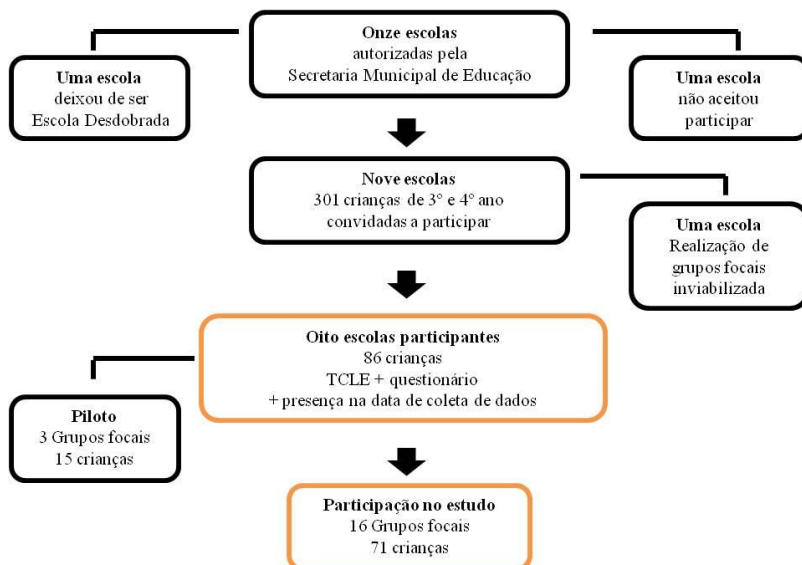 Onze escolas
autorizadas pela
Secretaria Municipal de Educação
Uma escola
deixou de ser
Escola Desdobrada
Uma escola
não aceitou
participar
Nove escolas
301 crianças de 3º e 4º ano
convidadas a participar
Uma escola
Realização de
grupos focais
inviabilizada
Oito escolas participantes
86 crianças
TCLE + questionário
+ presença na data de coleta de dados
Piloto
3 Grupos focais
15 crianças
Participação no estudo
16 Grupos focais
71 crianças